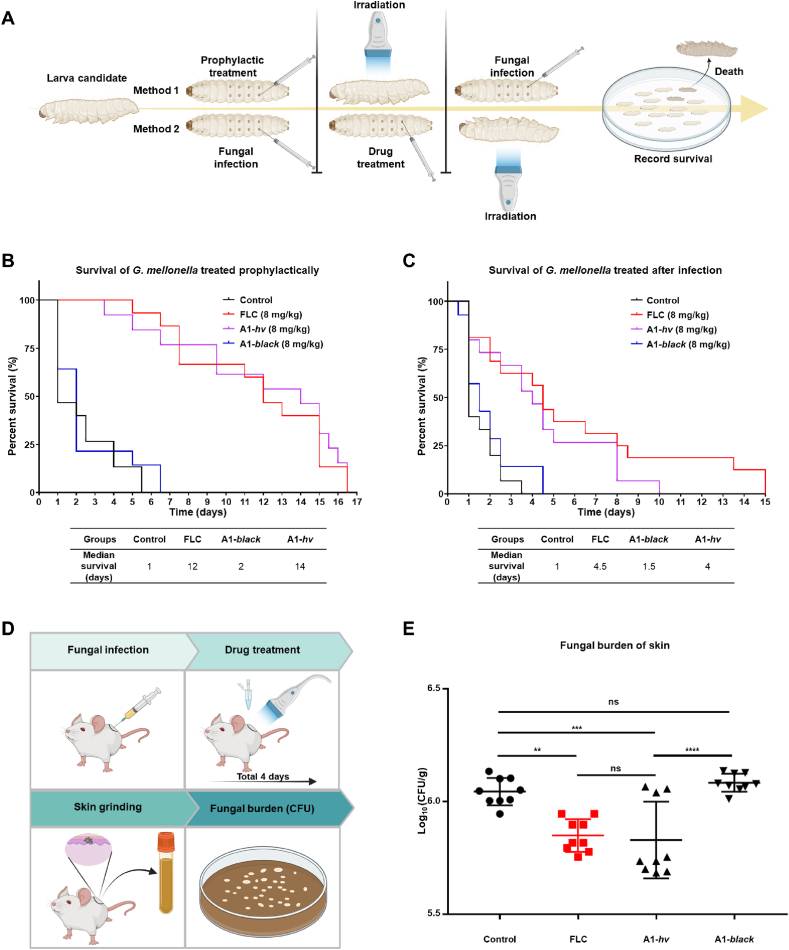 A
Irradiation
Prophylactic
treatment
Fungal
infection
Death
Larva candidate
Method 1
Method 2
Fungal
infection
Drug
treatment
Irradiation
Record survival
B
Survival of G. mellonella treated prophylactically
Control
FLC (8 mg/kg)
A1-hv (8 mg/kg)
A1-black (8 mg/kg)
Percent survival (%)
100
75
50
25
0
0 1 2 3 4 5 6 7 8 9 10 11 12 13 14 15 16 17
Time (days)
Groups Control FLC A1-black A1-hv
Median
survival
(days)
1 12 2 14
C
Survival of G. mellonella treated after infection
Control
FLC (8 mg/kg)
A1-hv (8 mg/kg)
A1-black (8 mg/kg)
Percent survival (%)
100
75
50
25
0
0 1 2 3 4 5 6 7 8 9 10 11 12 13 14 15
Time (days)
Groups Control FLC A1-black A1-hv
Median
survival
(days)
1 4.5 1.5 4
D
Fungal infection
Drug treatment
Total 4 days
Skin grinding
Fungal burden (CFU)
E
Fungal burden of skin
Log10(CFU/g)
6.5
6.0
5.5
ns
***
**
****
ns
Control FLC A1-hv A1-black